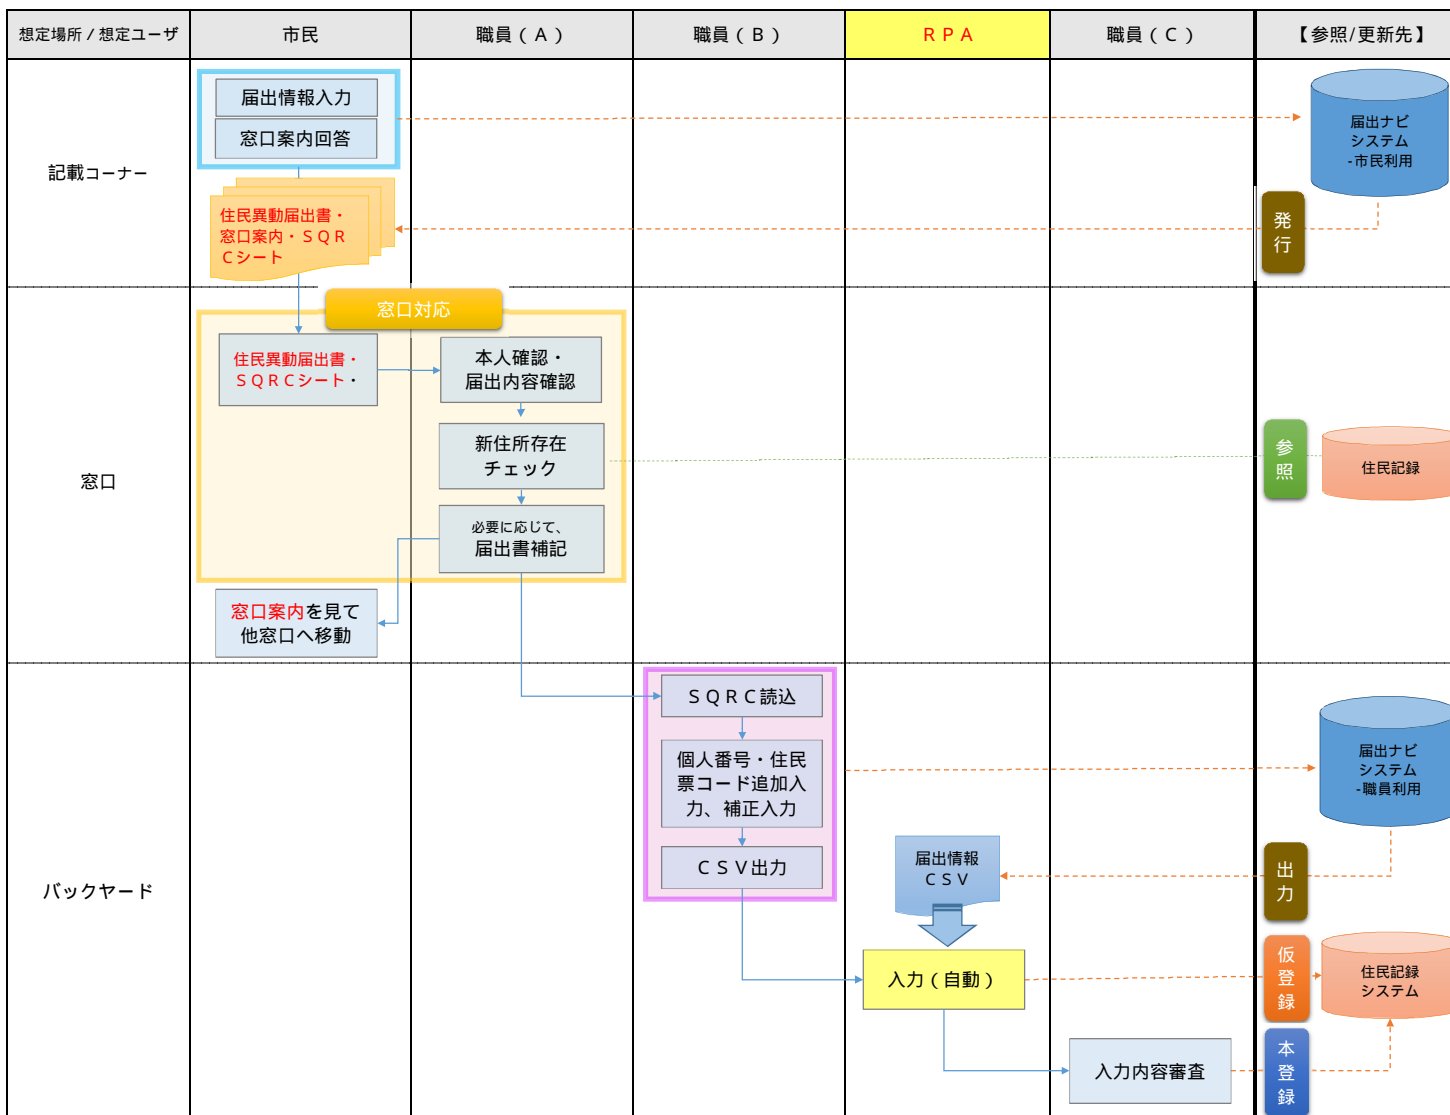 想定場所/想定ユーザ
市民
職員(A)
職員(B)
RPA
職員(C)
【参照/更新先】
記載コーナー
届出情報入力
窓口案内回答
住民異動届出書・
窓口案内・SQR
Cシート
届出ナビ
システム
-市民利用
発
行
窓口
窓口対応
住民異動届出書・
SQRCシート・
本人確認・
届出内容確認
新住所存在
チェック
必要に応じて、
届出書補記
窓口案内を見て
他窓口へ移動
参
照
住民記録
バックヤード
SQRC読込
個人番号・住民
票コード追加入
力、補正入力
CSV出力
届出情報
CSV
入力(自動)
入力内容審査
届出ナビ
システム
-職員利用
出
力
仮
登
録
住民記録
システム
本
登
録